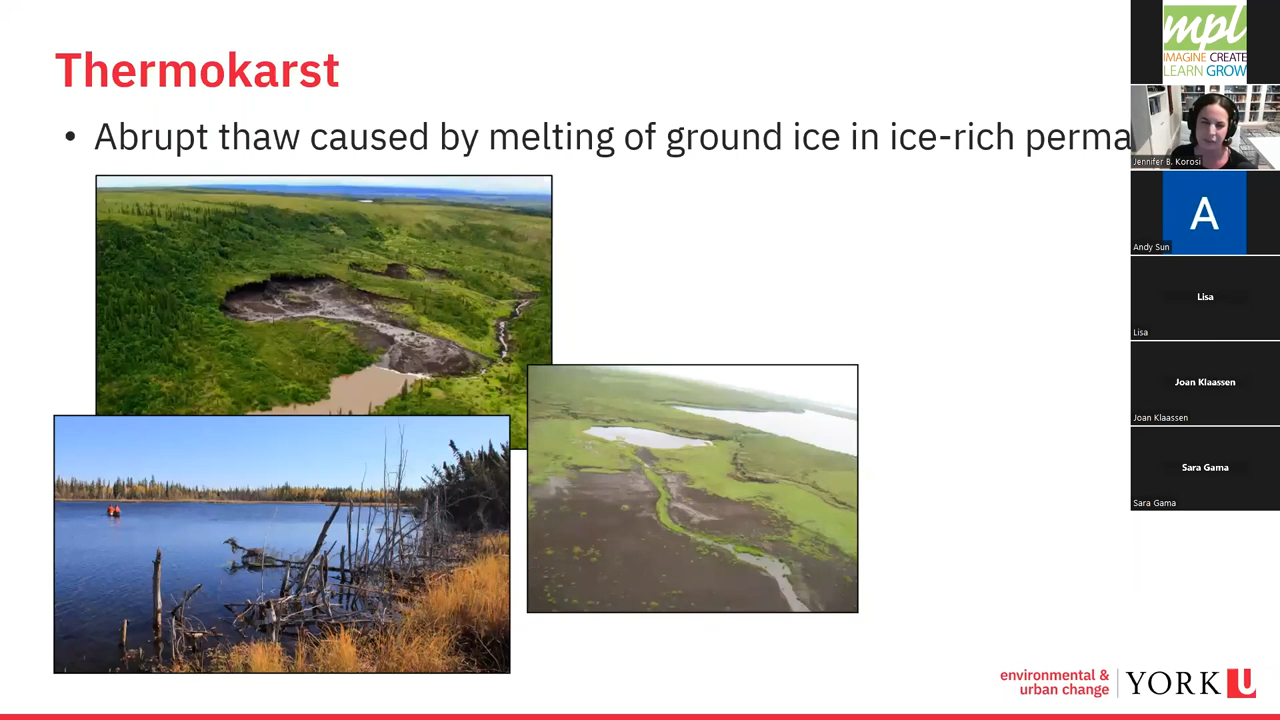 Thermokarst
• Abrupt thaw caused by melting of ground ice in ice-rich perma
environmental &
urban change
YORK U
mpl
IMAGINE CREATE
LEARN GROW
Jennifer B. Korosi
A
Andy Sun
Lisa
Lisa
Joan Klaassen
Joan Klaassen
Sara Gama
Sara Gama